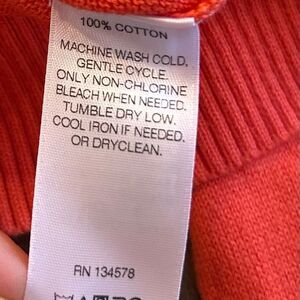 100% COTTON
MACHINE WASH COLD.
GENTLE CYCLE.
ONLY NON-CHLORINE
BLEACH WHEN NEEDED.
TUMBLE DRY LOW.
COOL IRON IF NEEDED.
OR DRYCLEAN.
RN 134578